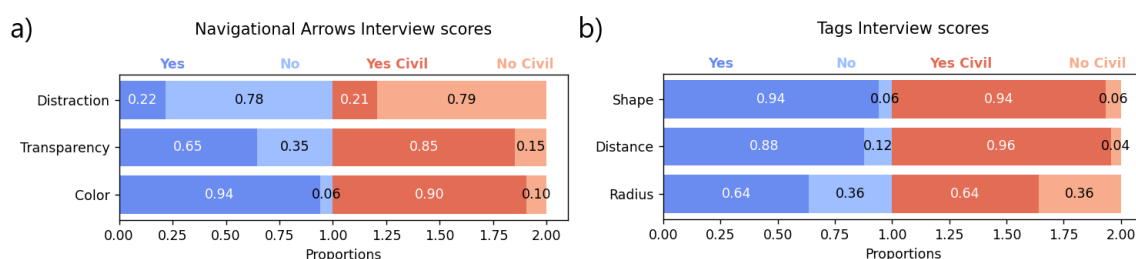 a)
Navigational Arrows Interview scores
Yes No Yes Civil No Civil
Distraction 0.22 0.78 0.21 0.79
Transparency 0.65 0.35 0.85 0.15
Color 0.94 0.06 0.90 0.10
0.00 0.25 0.50 0.75 1.00 1.25 1.50 1.75 2.00
Proportions
b)
Tags Interview scores
Yes No Yes Civil No Civil
Shape 0.94 0.06 0.94 0.06
Distance 0.88 0.12 0.96 0.04
Radius 0.64 0.36 0.64 0.36
0.00 0.25 0.50 0.75 1.00 1.25 1.50 1.75 2.00
Proportions